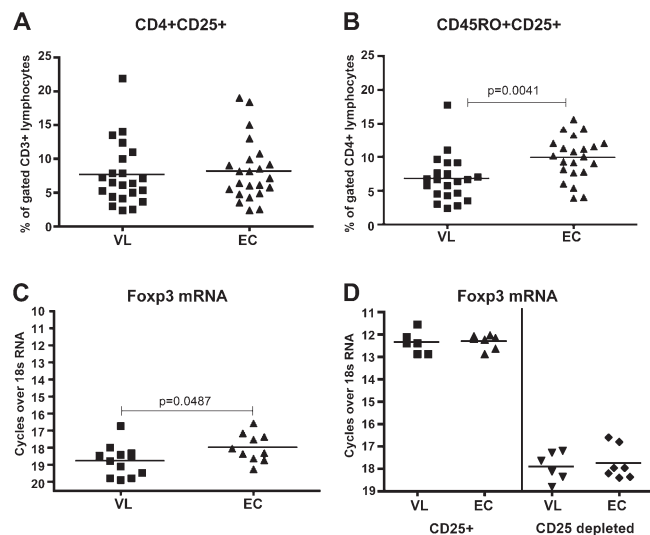 A
CD4+CD25+
% of gated CD3+ lymphocytes
25
20
15
10
5
0
VL
EC
B
CD45RO+CD25+
% of gated CD4+ lymphocytes
25
20
15
10
5
0
p=0.0041
VL
EC
C
Foxp3 mRNA
Cycles over 18s RNA
10
11
12
13
14
15
16
17
18
19
20
p=0.0487
VL
EC
D
Foxp3 mRNA
Cycles over 18s RNA
11
12
13
14
15
16
17
18
19
VL
EC
VL
EC
CD25+
CD25 depleted